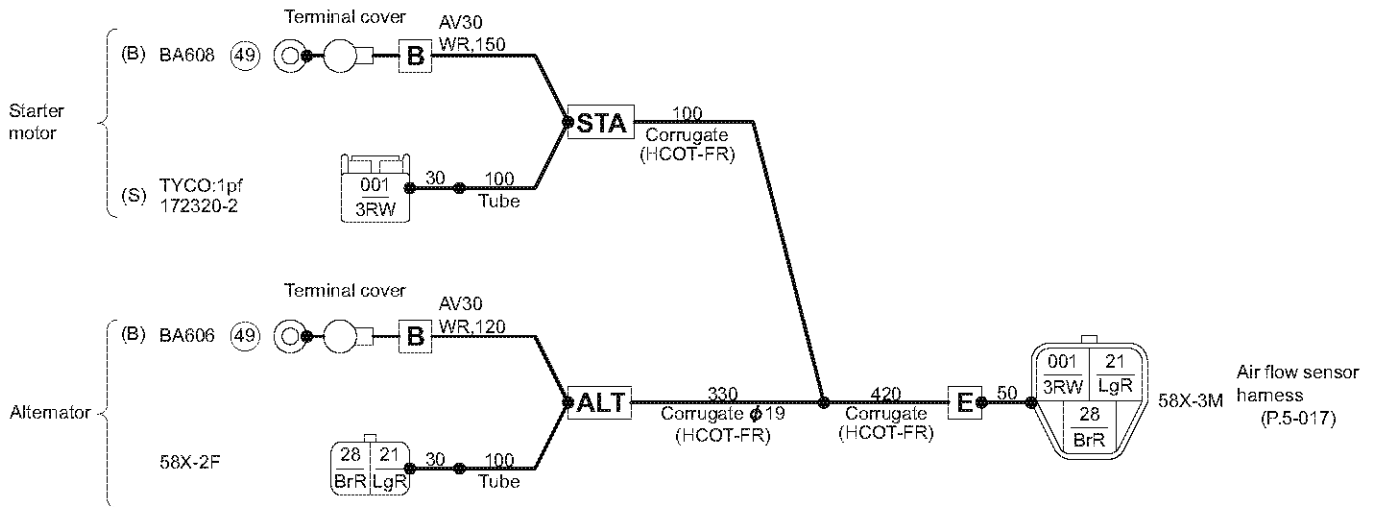 Terminal cover
AV30
WR,150
(B) BA608 49
B
Starter
motor
STA
100
Corrugate
(HCOT-FR)
(S) TYCO:1pf
172320-2
001
3RW
30
100
Tube
Terminal cover
AV30
WR,120
(B) BA606 49
B
Alternator
ALT
330
Corrugate ϕ19
(HCOT-FR)
420
Corrugate
(HCOT-FR)
E
50
001
3RW
21
LgR
28
BrR
58X-3M
Air flow sensor
harness
(P.5-017)
58X-2F
28
BrR
21
LgR
30
100
Tube